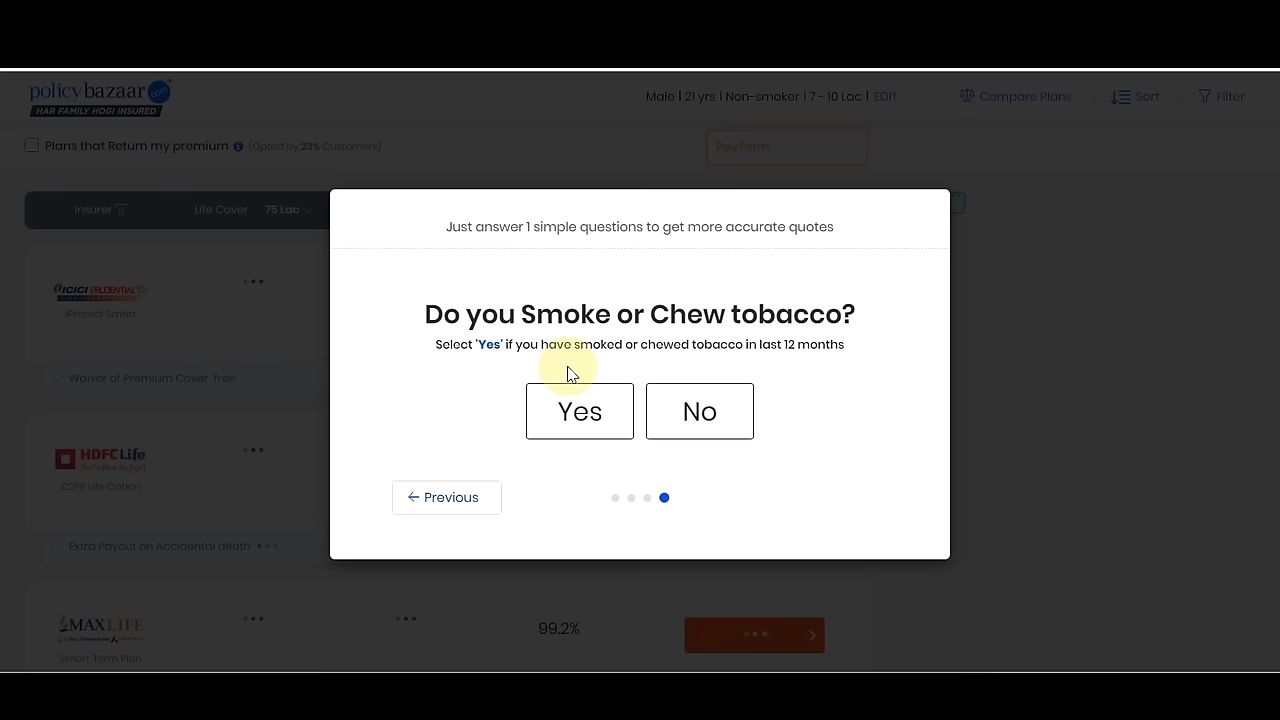 policybazaar.com
HAR FAMILY HOGI INSURED
Male | 21 yrs | Non-smoker | 7 - 10 Lac | EDIT
Compare Plans
Sort
Filter
Plans that Return my premium (Opted by 23% Customers)
PayTerm
Insurer
Life Cover 75 Lac
Just answer 1 simple questions to get more accurate quotes
ICICI PRUDENTIAL
iProtect Smart
Do you Smoke or Chew tobacco?
Select 'Yes' if you have smoked or chewed tobacco in last 12 months
Waiver of Premium Cover free
Yes
No
HDFC Life
C2PP Life Option
← Previous
Extra Payout on Accidental death
MAX LIFE
99.2%
Smart Term Plan